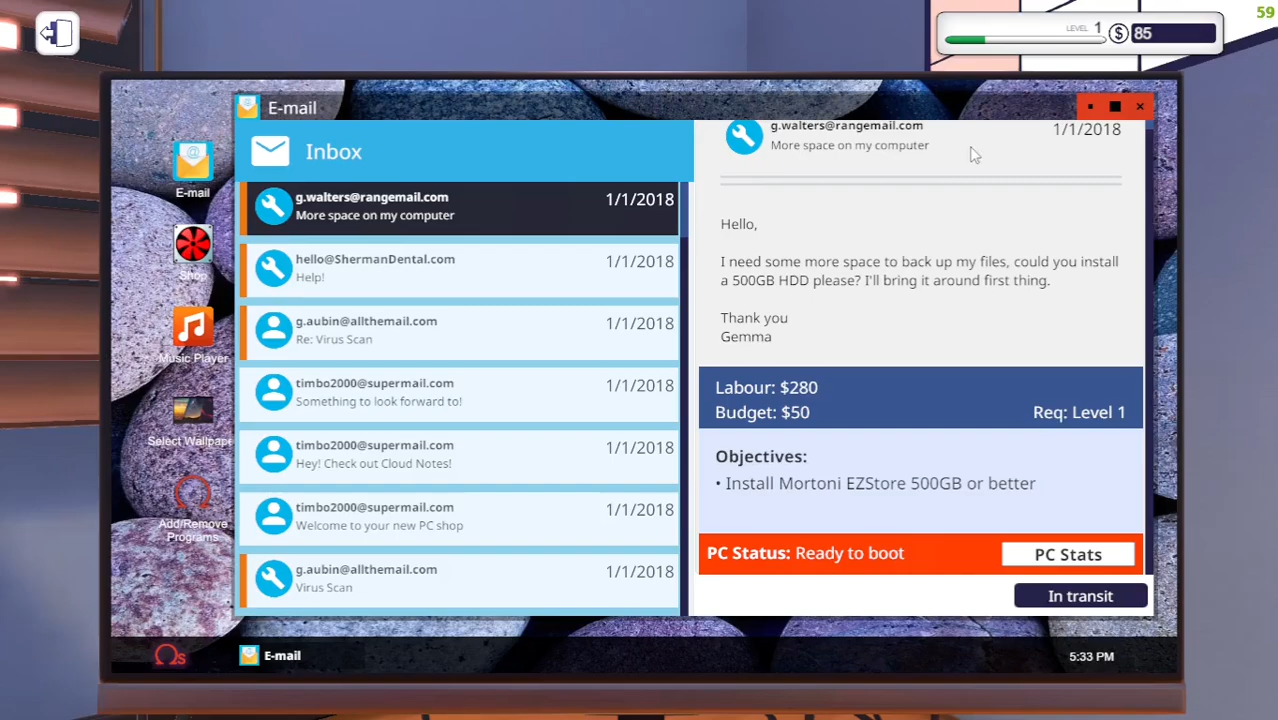 59
LEVEL 1
$ 85
E-mail
Inbox
g.walters@rangemail.com 1/1/2018
More space on my computer
hello@ShermanDental.com 1/1/2018
Help!
g.aubin@allthemail.com 1/1/2018
Re: Virus Scan
timbo2000@supermail.com 1/1/2018
Something to look forward to!
timbo2000@supermail.com 1/1/2018
Hey! Check out Cloud Notes!
timbo2000@supermail.com 1/1/2018
Welcome to your new PC shop
g.aubin@allthemail.com 1/1/2018
Virus Scan
g.walters@rangemail.com 1/1/2018
More space on my computer
Hello,
I need some more space to back up my files, could you install
a 500GB HDD please? I'll bring it around first thing.
Thank you
Gemma
Labour: $280
Budget: $50 Req: Level 1
Objectives:
• Install Mortoni EZStore 500GB or better
PC Status: Ready to boot PC Stats
In transit
E-mail
Shop
Music Player
Select Wallpape
Add/Remove
Programs
Ωs
E-mail
5:33 PM